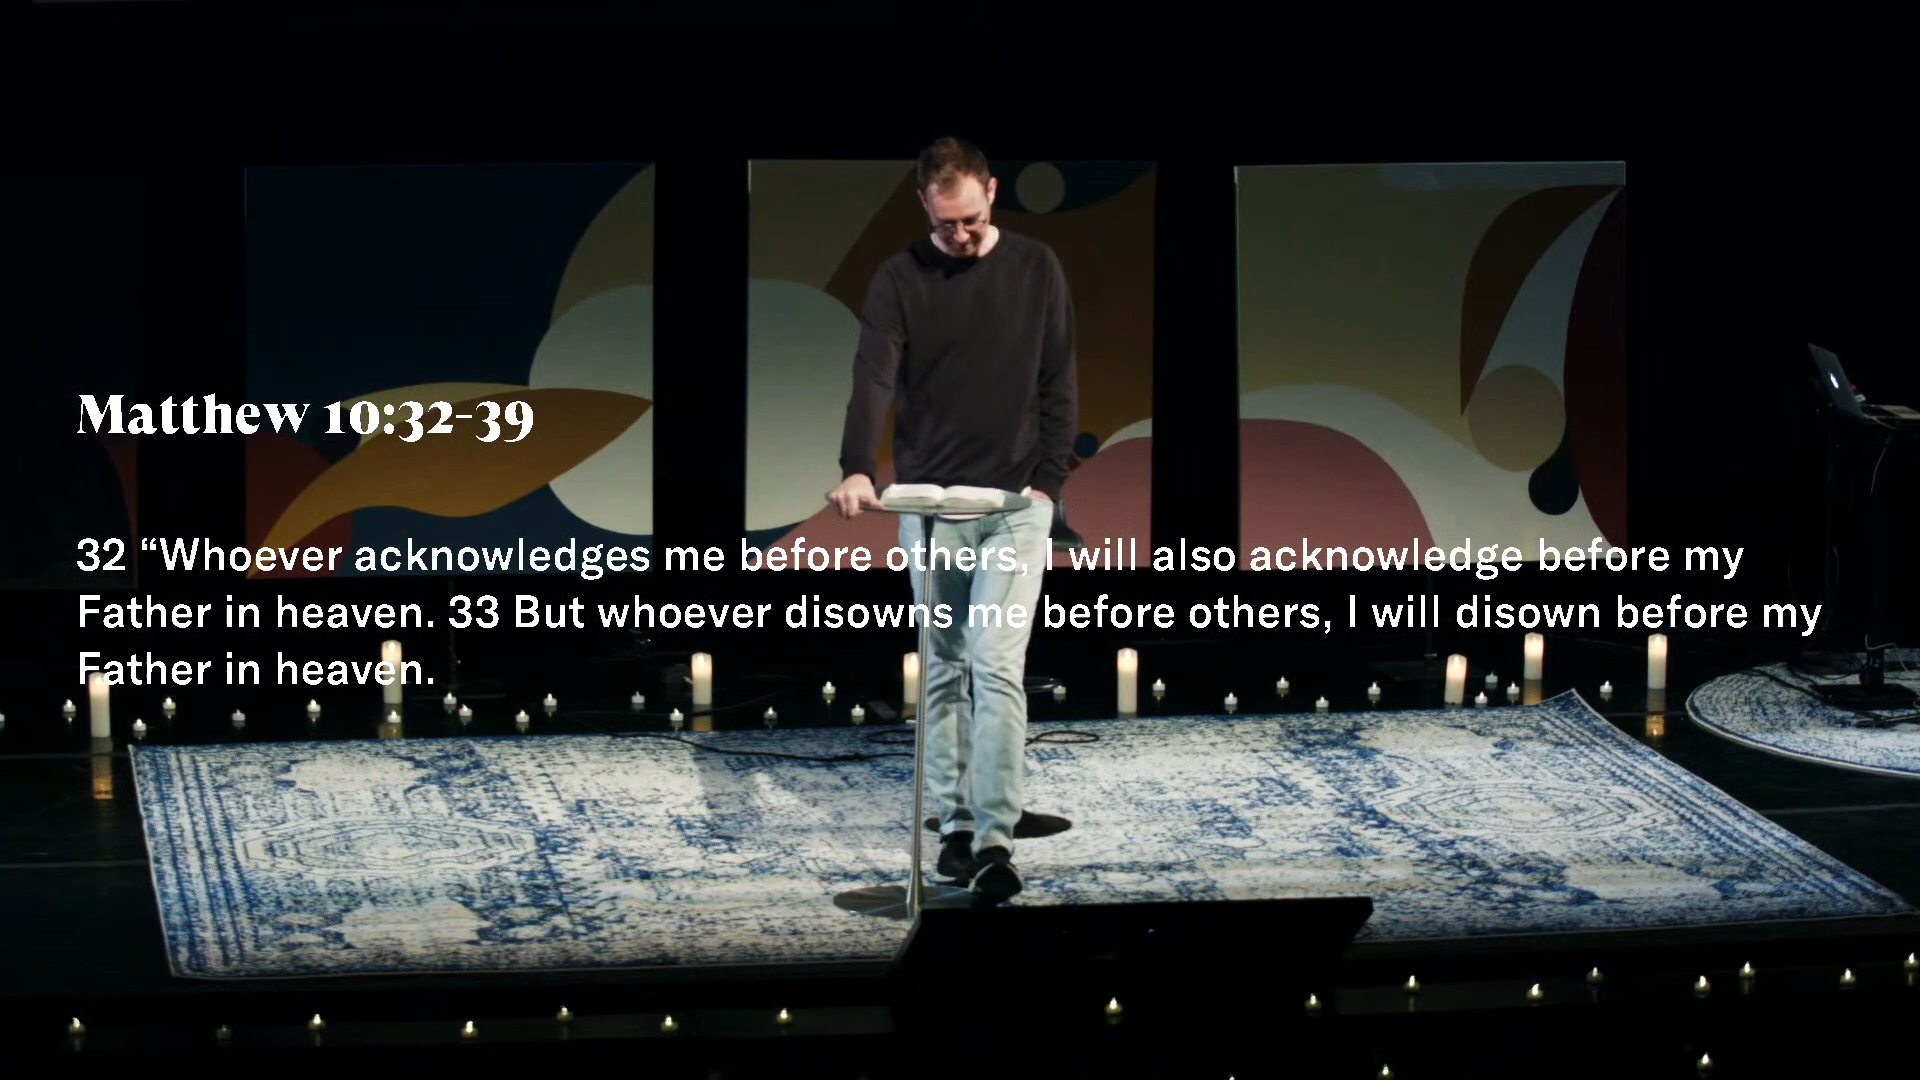 Matthew 10:32-39
32 “Whoever acknowledges me before others, I will also acknowledge before my
Father in heaven. 33 But whoever disowns me before others, I will disown before my
Father in heaven.